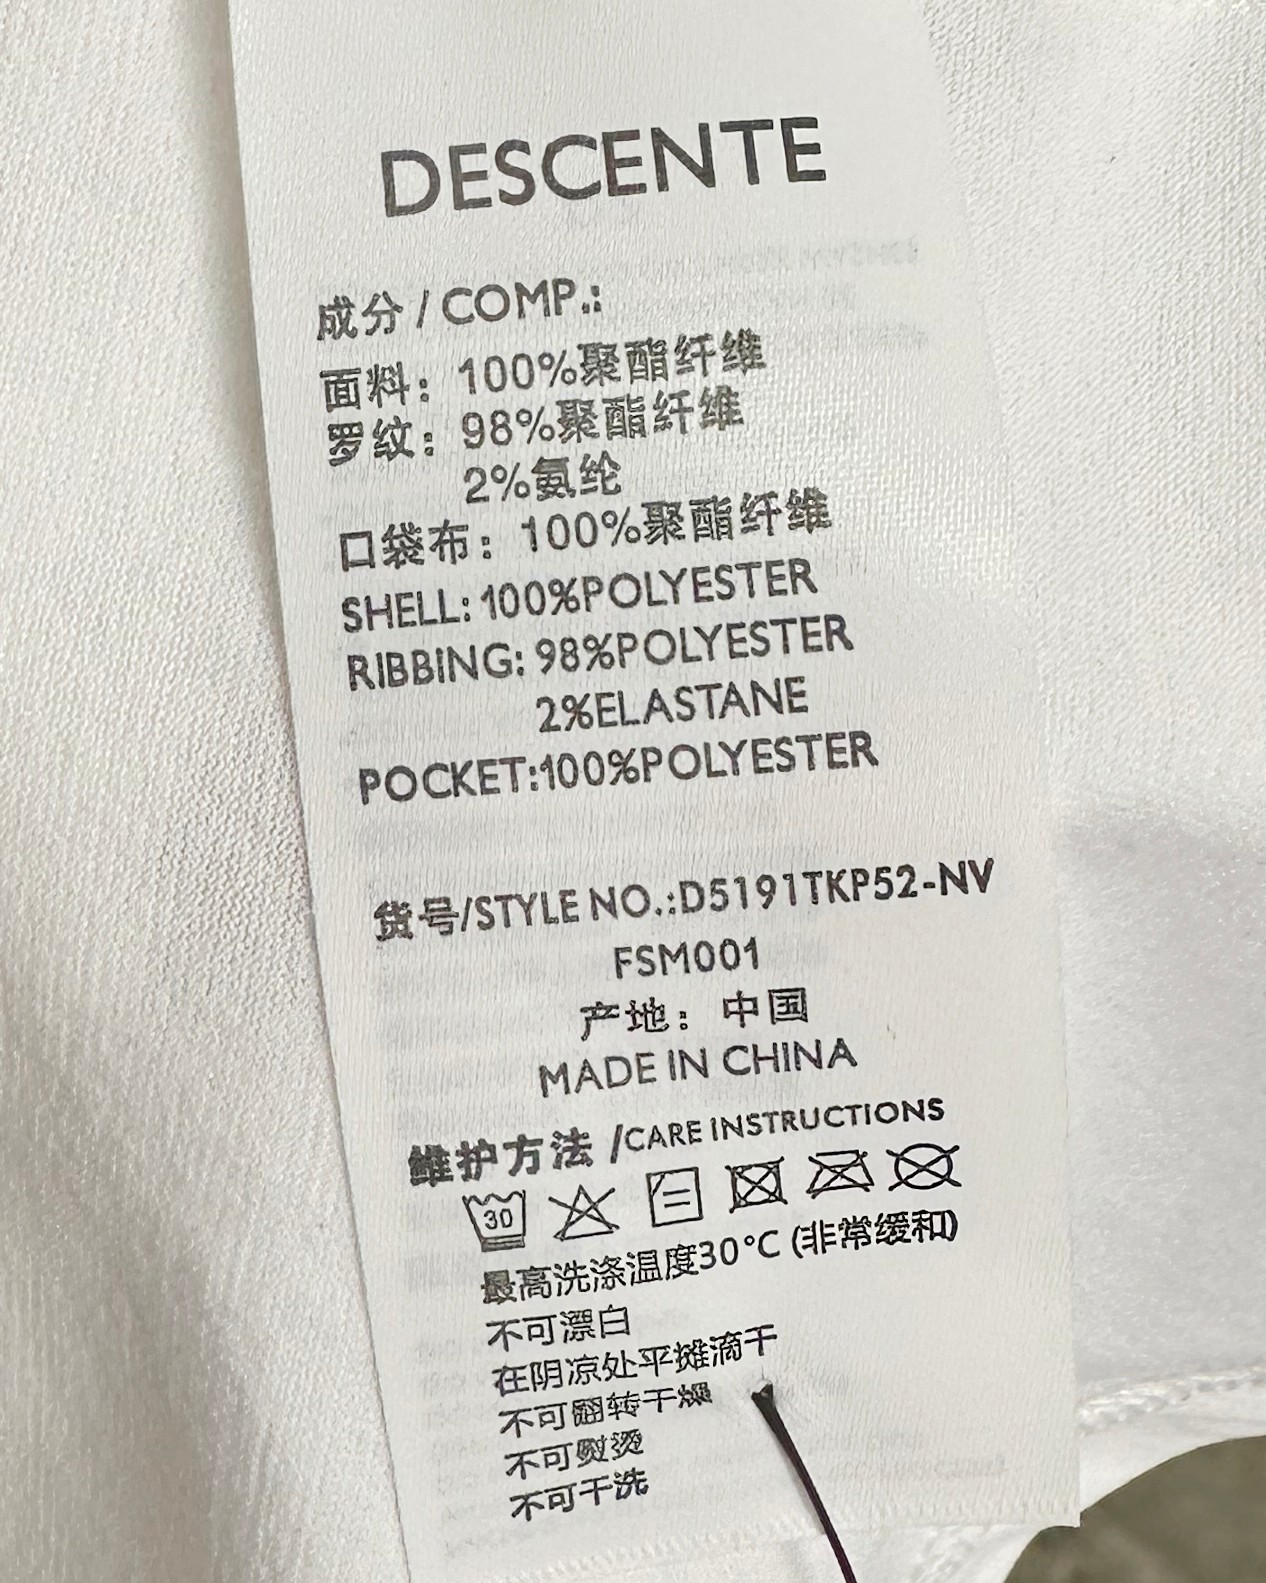 DESCENTE
成分 / COMP.:
面料：100%聚酯纤维
罗纹：98%聚酯纤维
2%氨纶
口袋布：100%聚酯纤维
SHELL: 100%POLYESTER
RIBBING: 98%POLYESTER
2%ELASTANE
POCKET:100%POLYESTER
货号/STYLE NO.:D5191TKP52-NV
FSM001
产地：中国
MADE IN CHINA
维护方法 /CARE INSTRUCTIONS
30
最高洗涤温度30°C (非常缓和)
不可漂白
在阴凉处平摊滴干
不可翻转干燥
不可熨烫
不可干洗